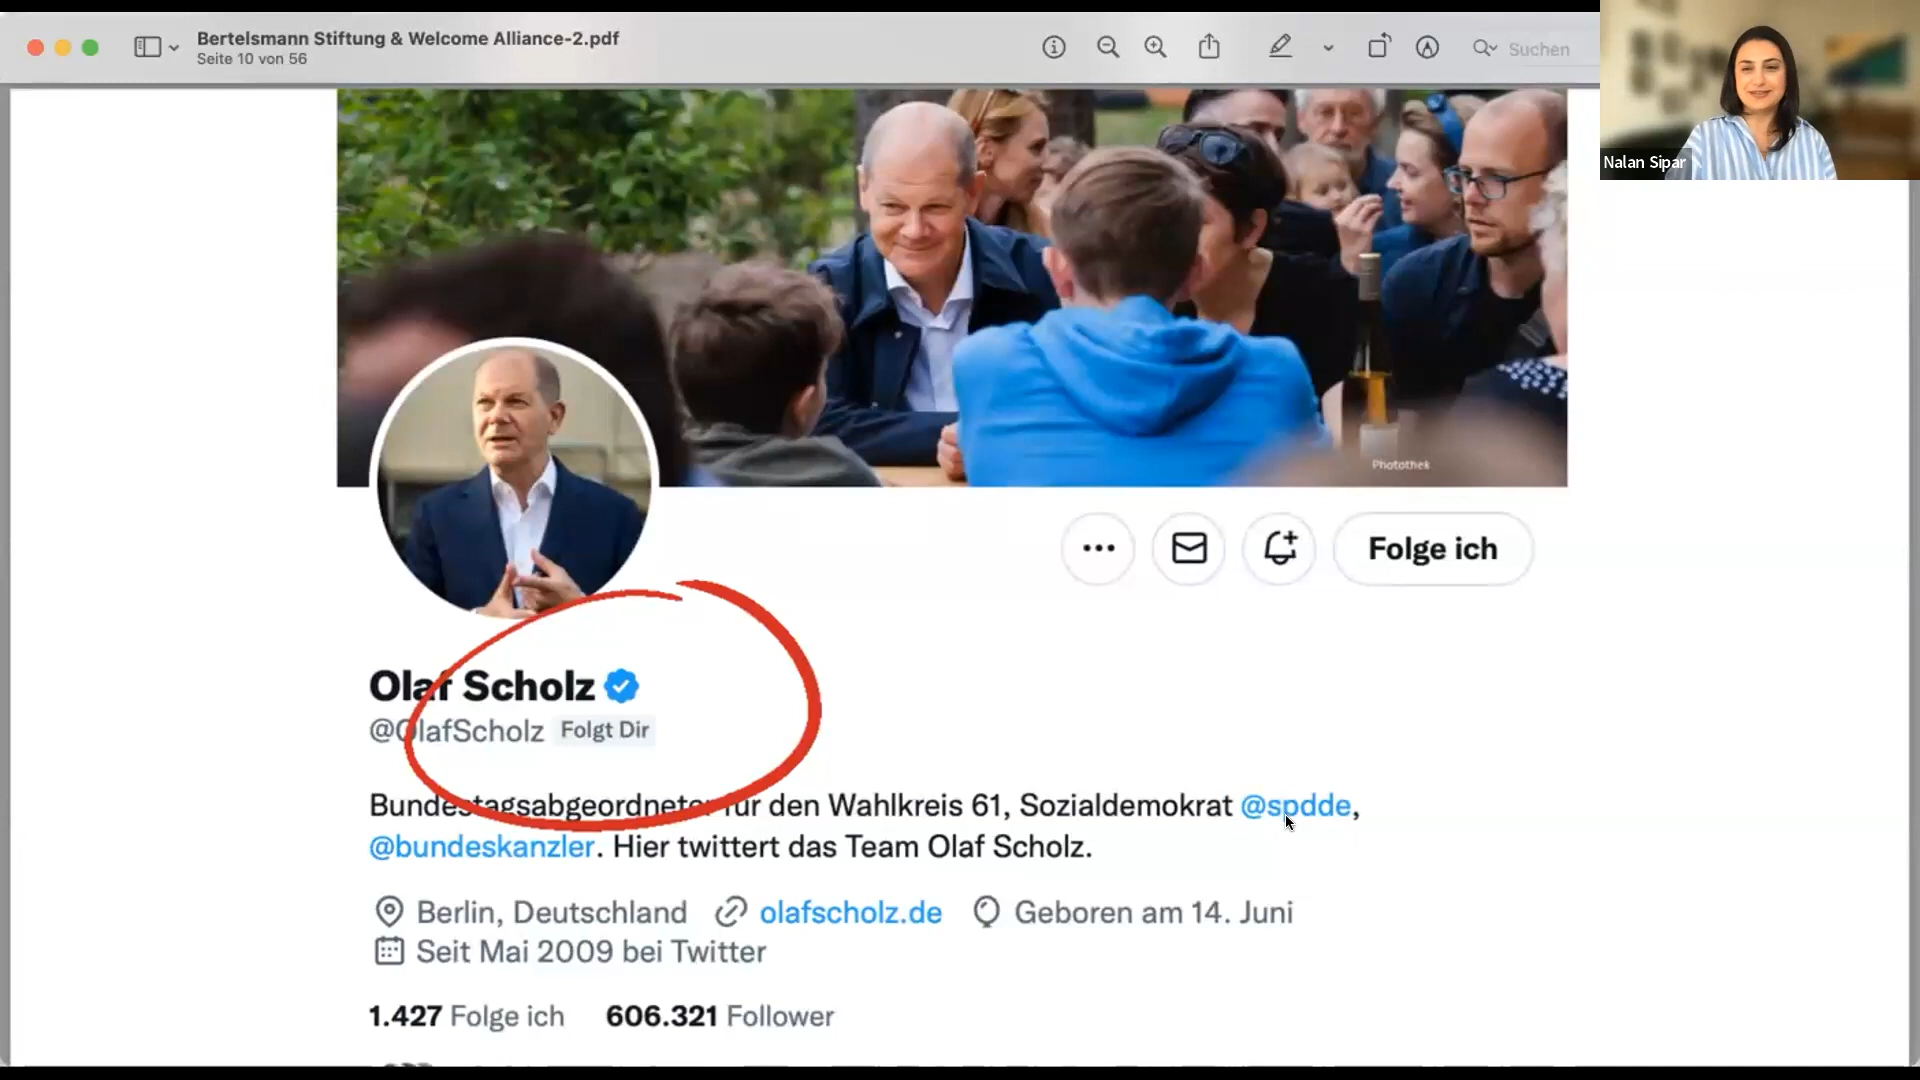 Bertelsmann Stiftung & Welcome Alliance-2.pdf
Seite 10 von 56
Suchen
Nalan Sipar
Photothek
Folge ich
Olaf Scholz
@OlafScholz Folgt Dir
Bundestagsabgeordneter für den Wahlkreis 61, Sozialdemokrat @spdde,
@bundeskanzler. Hier twittert das Team Olaf Scholz.
Berlin, Deutschland olafscholz.de Geboren am 14. Juni
Seit Mai 2009 bei Twitter
1.427 Folge ich 606.321 Follower